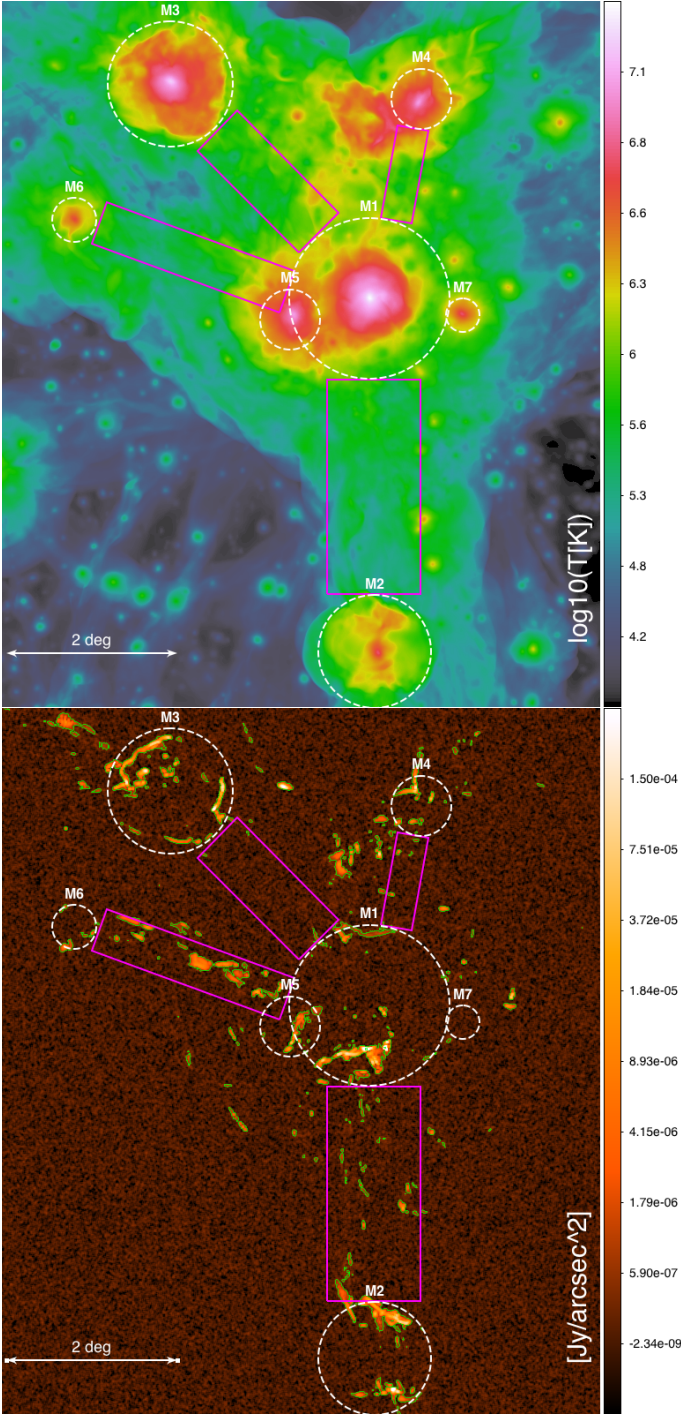 M3
M4
7.1
6.8
M6
6.6
M1
M5
M7
6.3
6
5.6
5.3
4.8
M2
log10(T[K])
2 deg
4.2
M3
M4
1.50e-04
7.51e-05
M6
3.72e-05
M1
M5
M7
1.84e-05
8.93e-06
4.15e-06
1.79e-06
M2
5.90e-07
[Jy/arcsec^2]
2 deg
-2.34e-09